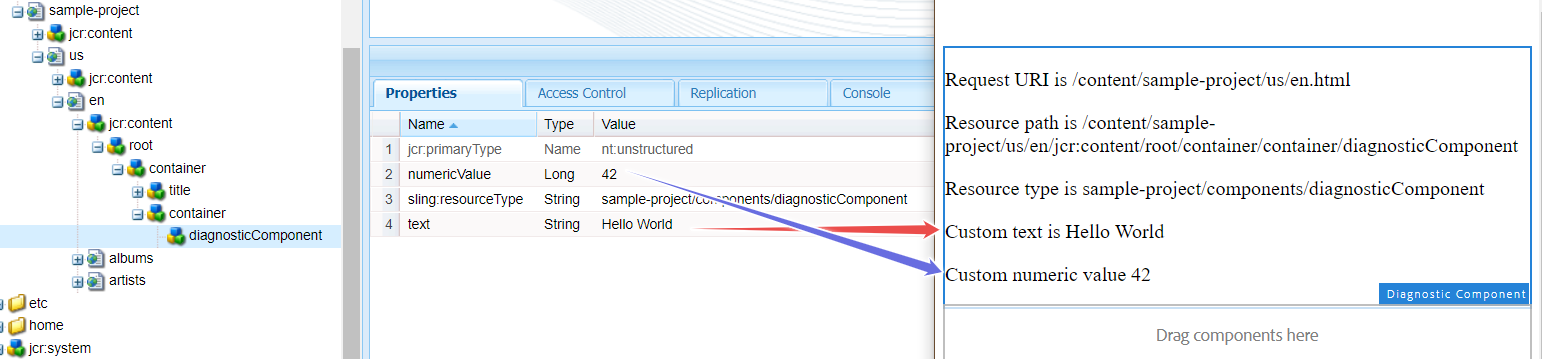 sample-project
jcr:content
us
jcr:content
en
jcr:content
root
container
title
container
diagnosticComponent
albums
artists
etc
home
jcr:system
Properties Access Control Replication Console
Name Type Value
1 jcr:primaryType Name nt:unstructured
2 numericValue Long 42
3 sling:resourceType String sample-project/components/diagnosticComponent
4 text String Hello World
Request URI is /content/sample-project/us/en.html
Resource path is /content/sample-
project/us/en/jcr:content/root/container/container/diagnosticComponent
Resource type is sample-project/components/diagnosticComponent
Custom text is Hello World
Custom numeric value 42
Diagnostic Component
Drag components here